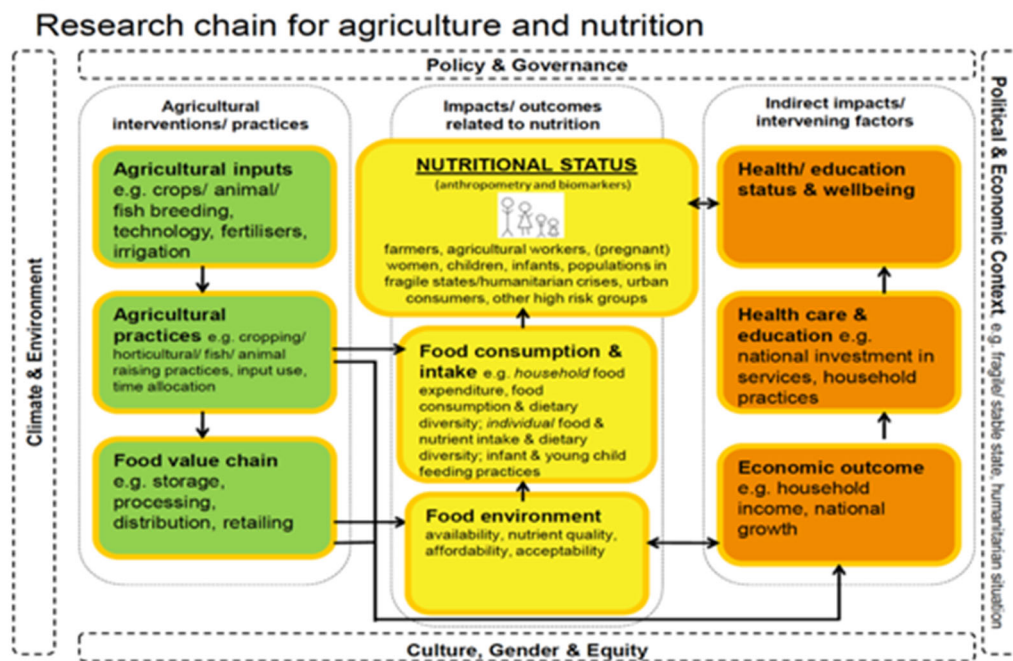 Research chain for agriculture and nutrition
Policy & Governance
Climate & Environment
Agricultural
interventions/ practices
Agricultural inputs
e.g. crops/ animal/
fish breeding,
technology, fertilisers,
irrigation
Agricultural
practices e.g. cropping/
horticultural/ fish/ animal
raising practices, input use,
time allocation
Food value chain
e.g. storage,
processing,
distribution, retailing
Impacts/ outcomes
related to nutrition
NUTRITIONAL STATUS
(anthropometry and biomarkers)
farmers, agricultural workers, (pregnant)
women, children, infants, populations in
fragile states/humanitarian crises, urban
consumers, other high risk groups
Food consumption &
intake e.g. household food
expenditure, food
consumption & dietary
diversity; individual food &
nutrient intake & dietary
diversity; infant & young child
feeding practices
Food environment
availability, nutrient quality,
affordability, acceptability
Indirect impacts/
intervening factors
Health/ education
status & wellbeing
Health care &
education e.g.
national investment in
services, household
practices
Economic outcome
e.g. household
income, national
growth
Political & Economic Context, e.g. fragile/ stable state, humanitarian situation
Culture, Gender & Equity